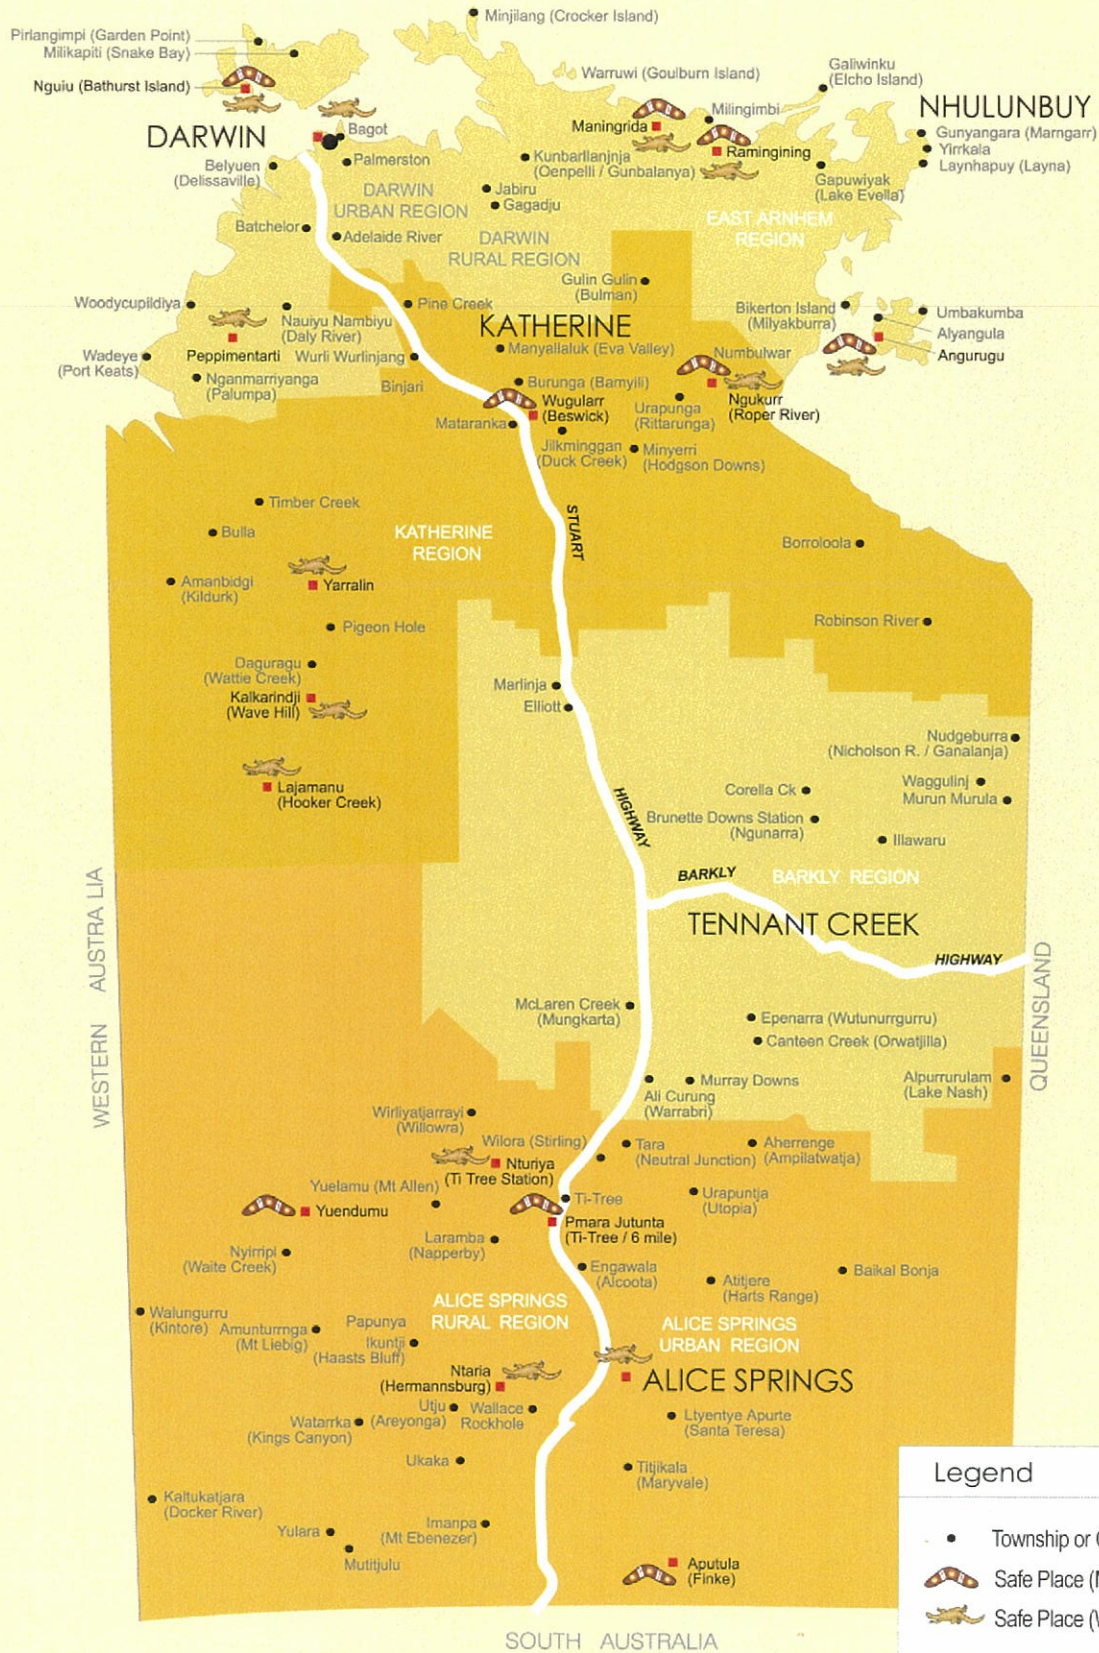 Minjilang (Crocker Island)
Pirlangimpi (Garden Point)
Milikapiti (Snake Bay)
Nguiu (Bathurst Island)
Warruwi (Goulburn Island)
Galiwinku
(Elcho Island)
NHULUNBUY
Milingimbi
Maningrida
Ramingining
Gunyangara (Marngarr)
Yirrkala
Laynhapuy (Layna)
DARWIN
Bagot
Belyuen
(Delissaville)
Palmerston
Kunbarllanjnja
(Oenpelli / Gunbalanya)
Gapuwiyak
(Lake Evella)
DARWIN
URBAN REGION
Jabiru
Gagadju
EAST ARNHEM
REGION
Batchelor
Adelaide River
DARWIN
RURAL REGION
Gulin Gulin
(Bulman)
Woodycupildiya
Nauiyu Nambiyu
(Daly River)
Pine Creek
Bikerton Island
(Milyakburra)
Umbakumba
Alyangula
Angurugu
KATHERINE
Wadeye
(Port Keats)
Peppimentarti
Wurli Wurlinjang
Manyallaluk (Eva Valley)
Numbulwar
Nganmarriyanga
(Palumpa)
Binjari
Burunga (Bamyili)
Wugularr
(Beswick)
Urapunga
(Rittarunga)
Ngukurr
(Roper River)
Mataranka
Jilkminggan
(Duck Creek)
Minyerri
(Hodgson Downs)
Timber Creek
Bulla
KATHERINE
REGION
STUART
Borroloola
Amanbidgi
(Kildurk)
Yarralin
Pigeon Hole
Robinson River
Daguragu
(Wattie Creek)
Kalkarindji
(Wave Hill)
Marlinja
Elliott
Nudgeburra
(Nicholson R. / Ganalanja)
Lajamanu
(Hooker Creek)
HIGHWAY
Corella Ck
Waggulinj
Murun Murula
Brunette Downs Station
(Ngunarra)
Illawaru
BARKLY
BARKLY REGION
TENNANT CREEK
HIGHWAY
WESTERN AUSTRA LIA
QUEENSLAND
McLaren Creek
(Mungkarta)
Epenarra (Wutunurrgurru)
Canteen Creek (Orwatjilla)
Murray Downs
Ali Curung
(Warrabri)
Alpurrurulam
(Lake Nash)
Wirliyatjarrayi
(Willowra)
Wilora (Stirling)
Tara
(Neutral Junction)
Aherrenge
(Ampilatwatja)
Nturiya
(Ti Tree Station)
Yuelamu (Mt Allen)
Ti-Tree
Urapuntja
(Utopia)
Yuendumu
Pmara Jutunta
(Ti-Tree / 6 mile)
Laramba
(Napperby)
Nyirripi
(Waite Creek)
Engawala
(Alcoota)
Atitjere
(Harts Range)
Baikal Bonja
ALICE SPRINGS
RURAL REGION
ALICE SPRINGS
URBAN REGION
Walungurru
(Kintore)
Amunturrnga
(Mt Liebig)
Papunya
Ikuntji
(Haasts Bluff)
Ntaria
(Hermannsburg)
ALICE SPRINGS
Utju
(Areyonga)
Wallace
Rockhole
Watarrka
(Kings Canyon)
Ltyentye Apurte
(Santa Teresa)
Ukaka
Titjikala
(Maryvale)
Kaltukatjara
(Docker River)
Yulara
Imanpa
(Mt Ebenezer)
Mutitjulu
Aputula
(Finke)
SOUTH AUSTRALIA
Legend
Township or
Safe Place
Safe Place